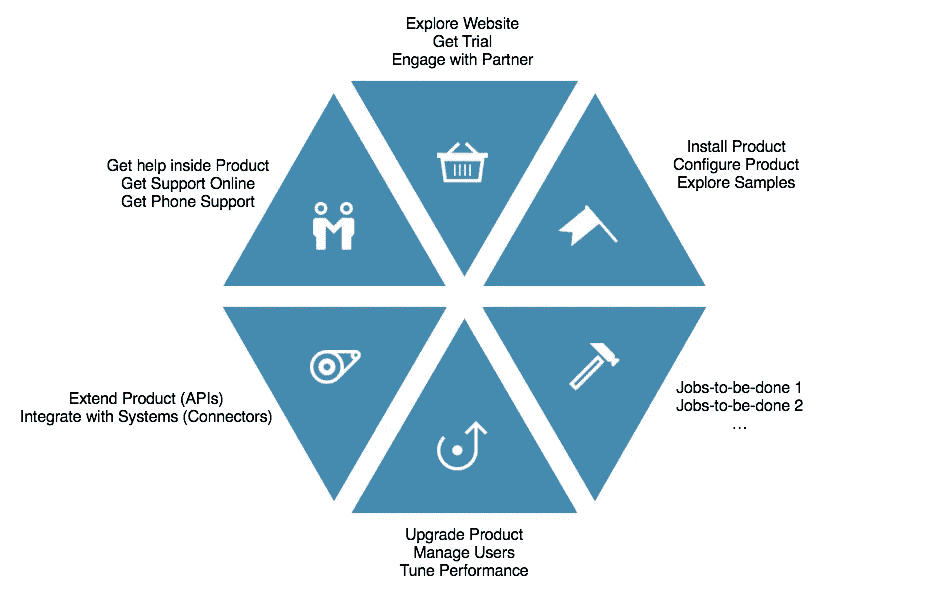 Explore Website
Get Trial
Engage with Partner
Install Product
Configure Product
Explore Samples
Get help inside Product
Get Support Online
Get Phone Support
Jobs-to-be-done 1
Jobs-to-be-done 2
…
Extend Product (APIs)
Integrate with Systems (Connectors)
Upgrade Product
Manage Users
Tune Performance